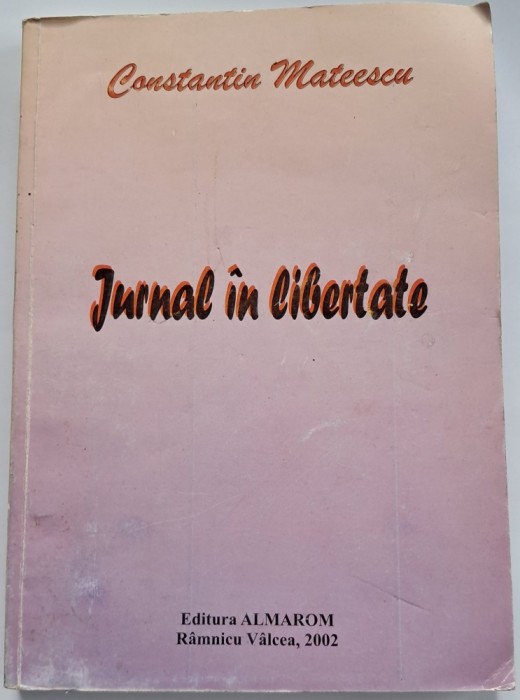 Constantin Mateescu
Jurnal în libertate
Editura ALMAROM
Râmnicu Vâlcea, 2002